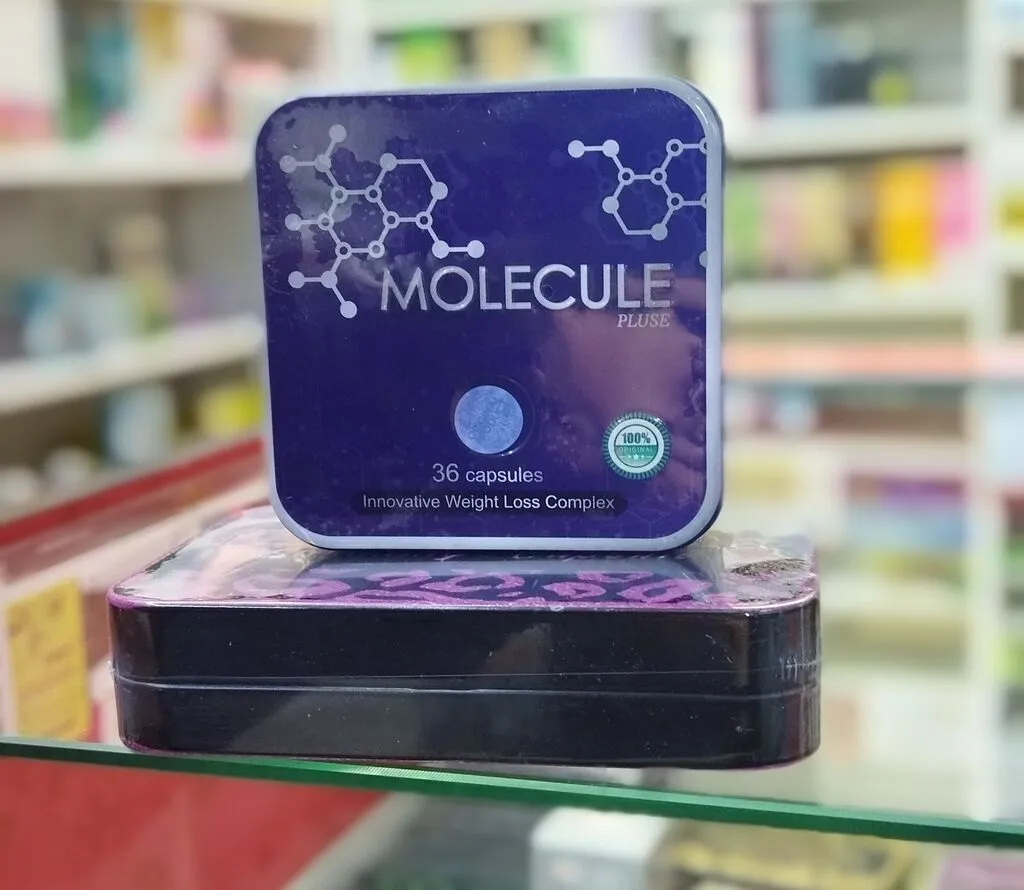 MOLECULE
PLUSE
100%
ORIGINAL
36 capsules
Innovative Weight Loss Complex